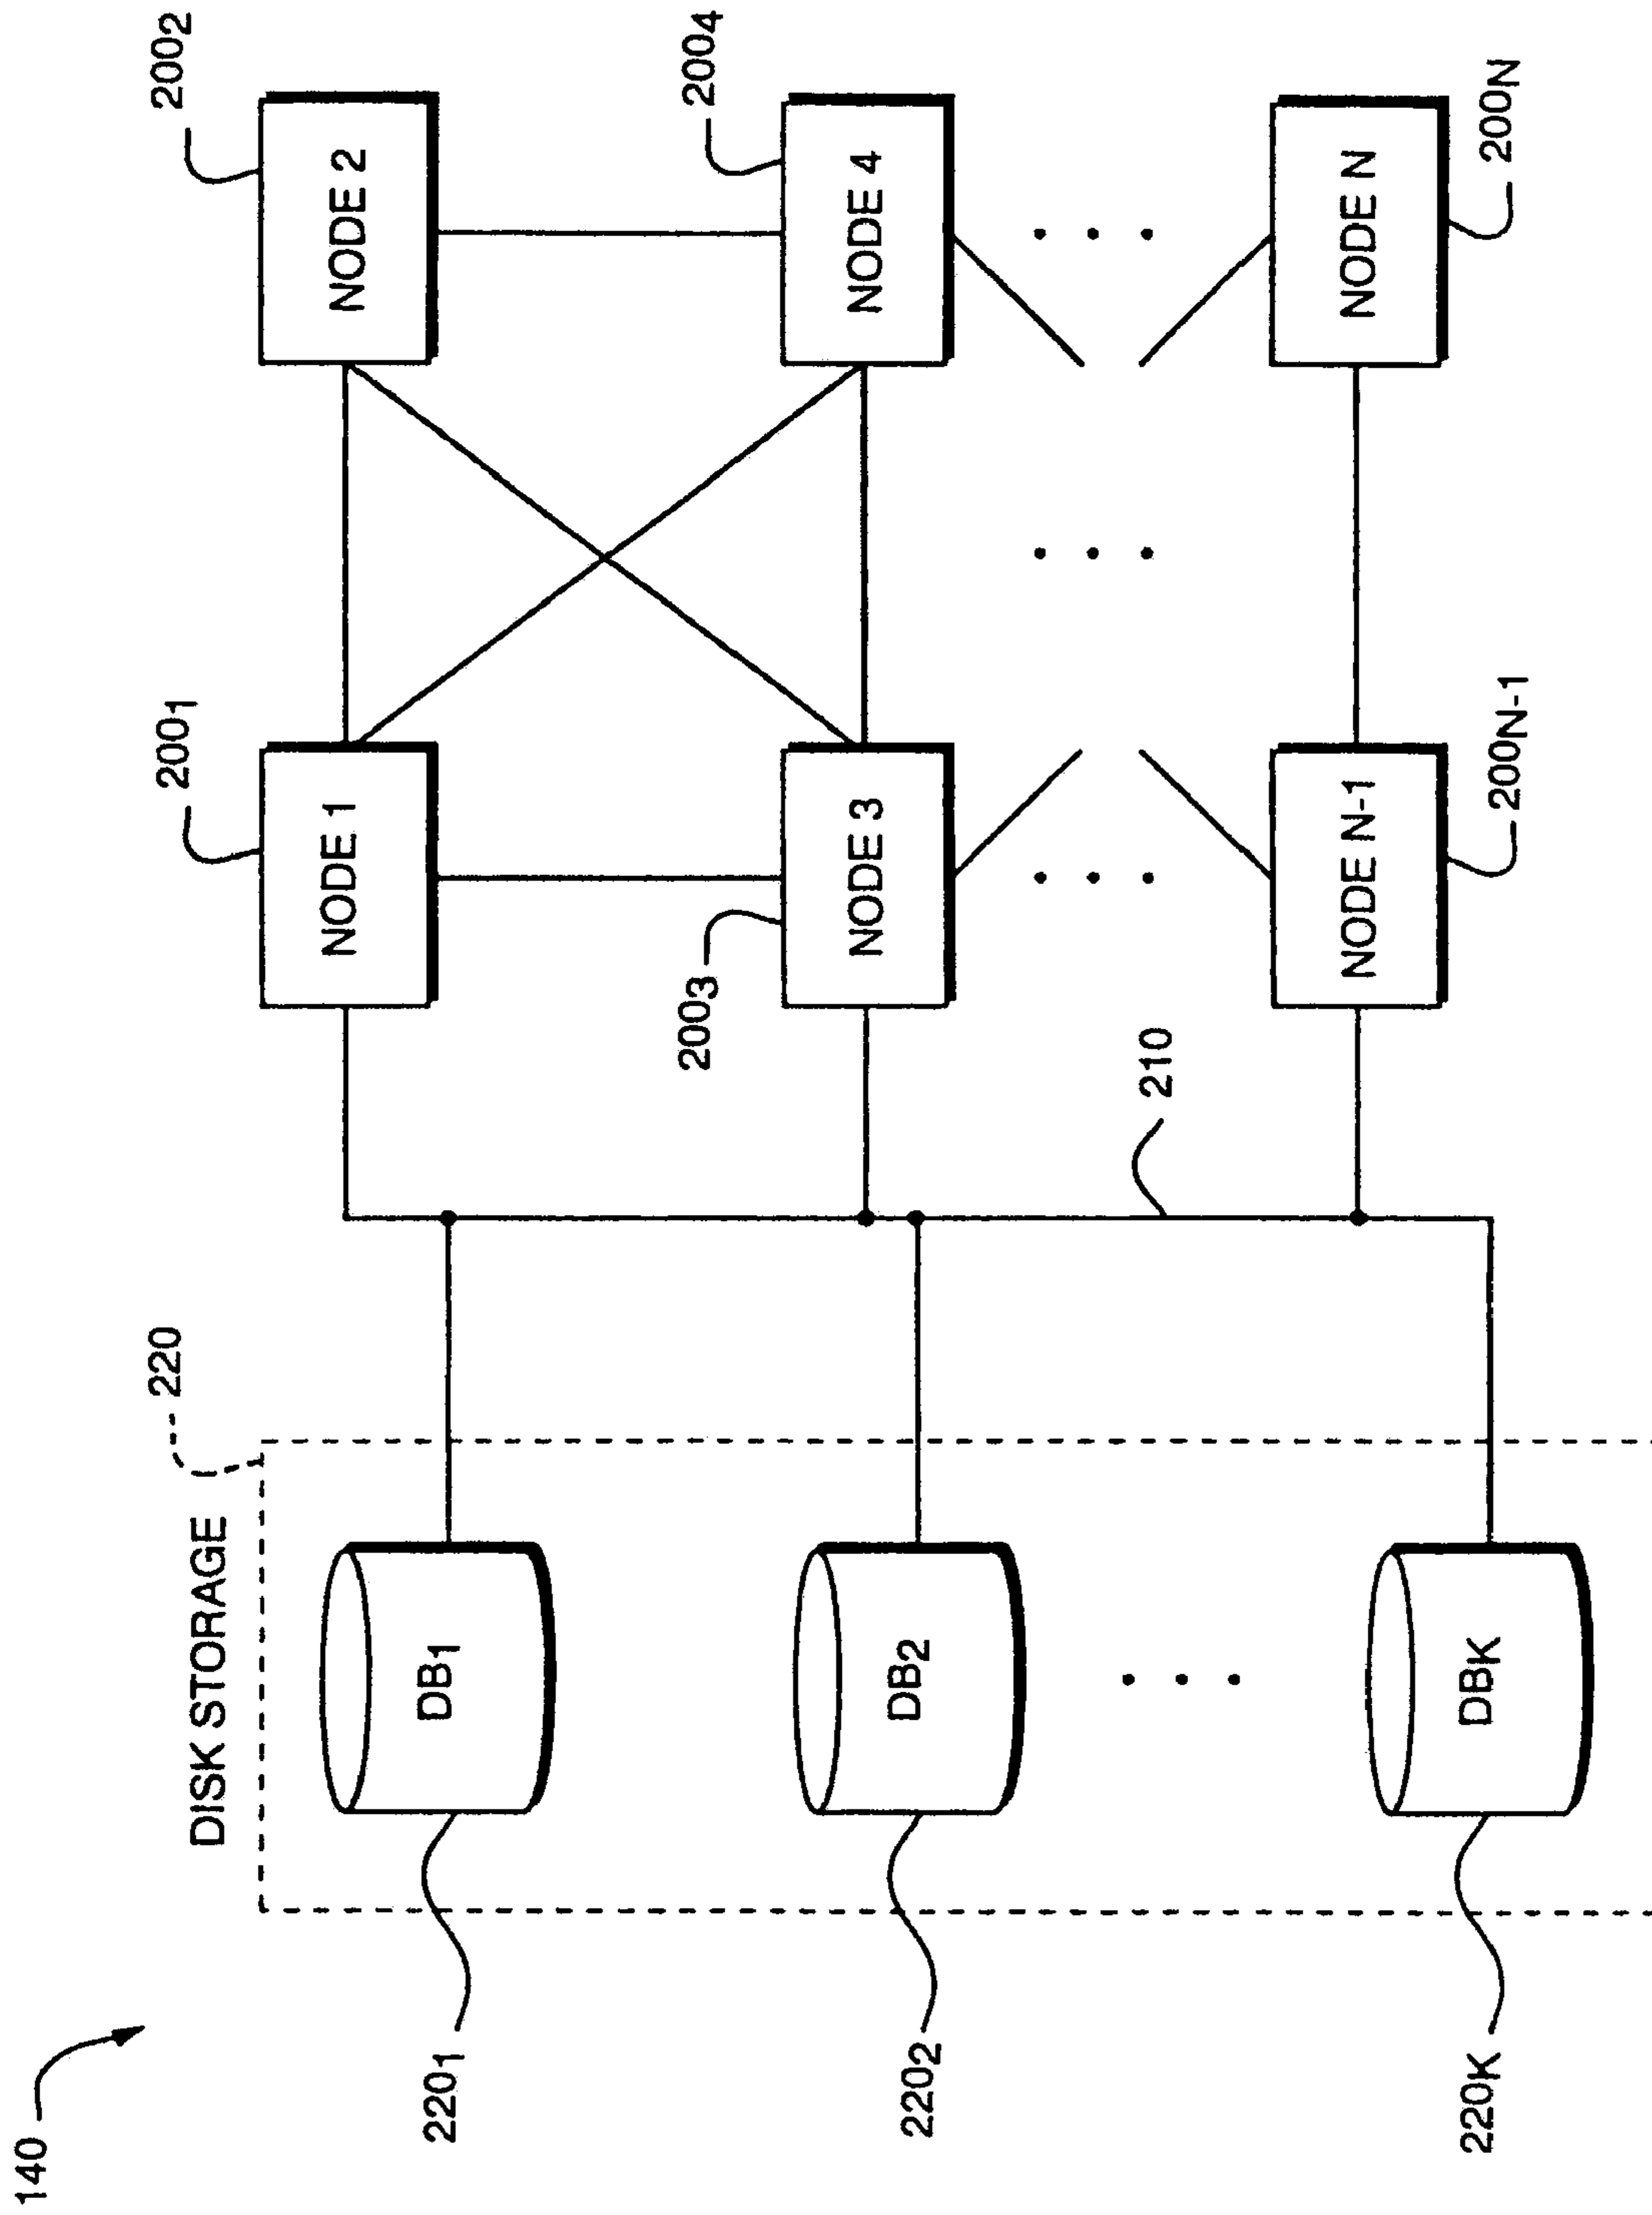 140
DISK STORAGE
220
200₁
200₂
NODE 1
NODE 2
220₁
DB₁
200₃
200₄
NODE 3
NODE 4
220₂
DB₂
210
. . .
NODE N-1
NODE N
220K
DBK
200N-1
200N